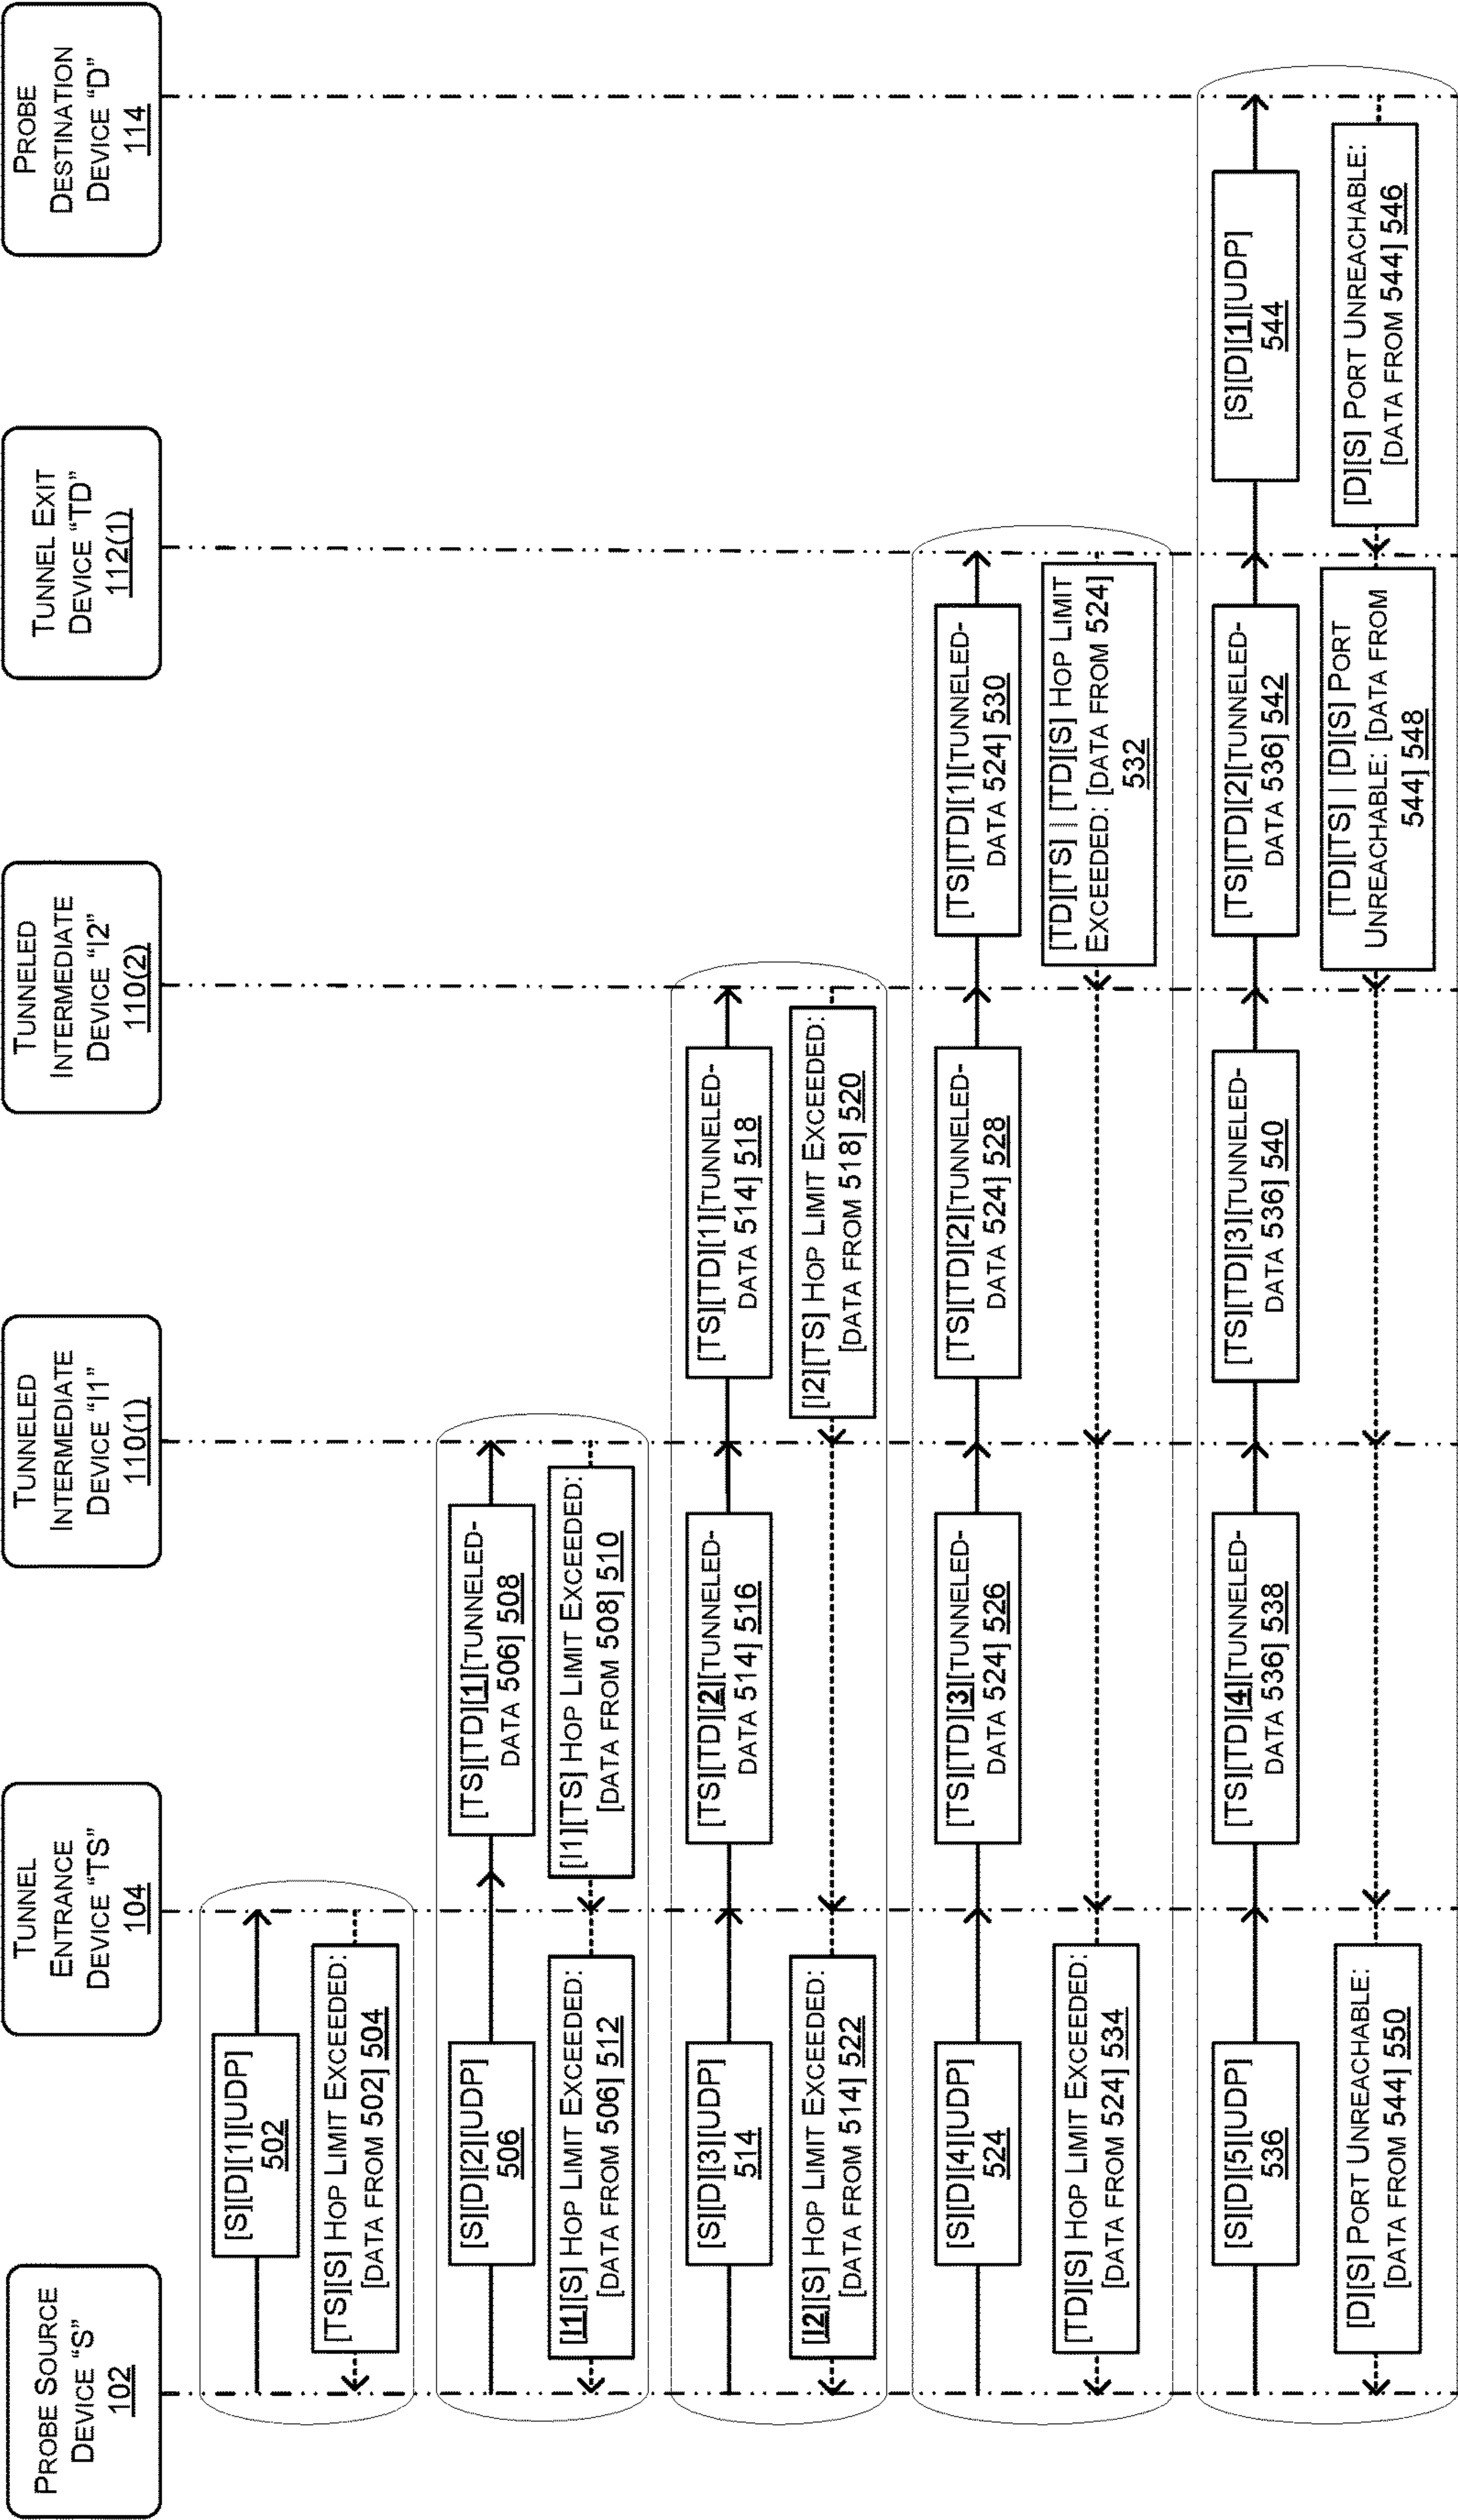 PROBE SOURCE
DEVICE “S”
102
TUNNEL
ENTRANCE
DEVICE “TS”
104
TUNNELED
INTERMEDIATE
DEVICE “I1”
110(1)
TUNNELED
INTERMEDIATE
DEVICE “I2”
110(2)
TUNNEL EXIT
DEVICE “TD”
112(1)
PROBE
DESTINATION
DEVICE “D”
114
[S][D][1][UDP]
502
[TS][S] HOP LIMIT EXCEEDED:
[DATA FROM 502] 504
[S][D][2][UDP]
506
[TS][TD][1][TUNNELED-
DATA 506] 508
[I1][TS] HOP LIMIT EXCEEDED:
[DATA FROM 508] 510
[I1][S] HOP LIMIT EXCEEDED:
[DATA FROM 506] 512
[S][D][3][UDP]
514
[TS][TD][2][TUNNELED-
DATA 514] 516
[TS][TD][1][TUNNELED-
DATA 514] 518
[I2][TS] HOP LIMIT EXCEEDED:
[DATA FROM 518] 520
[I2][S] HOP LIMIT EXCEEDED:
[DATA FROM 514] 522
[S][D][4][UDP]
524
[TS][TD][3][TUNNELED-
DATA 524] 526
[TS][TD][2][TUNNELED-
DATA 524] 528
[TS][TD][1][TUNNELED-
DATA 524] 530
[TD][TS] | [TD][S] HOP LIMIT
EXCEEDED: [DATA FROM 524]
532
[TD][S] HOP LIMIT EXCEEDED:
[DATA FROM 524] 534
[S][D][5][UDP]
536
[TS][TD][4][TUNNELED-
DATA 536] 538
[TS][TD][3][TUNNELED-
DATA 536] 540
[TS][TD][2][TUNNELED-
DATA 536] 542
[S][D][1][UDP]
544
[D][S] PORT UNREACHABLE:
[DATA FROM 544] 546
[TD][TS] | [D][S] PORT
UNREACHABLE: [DATA FROM
544] 548
[D][S] PORT UNREACHABLE:
[DATA FROM 544] 550